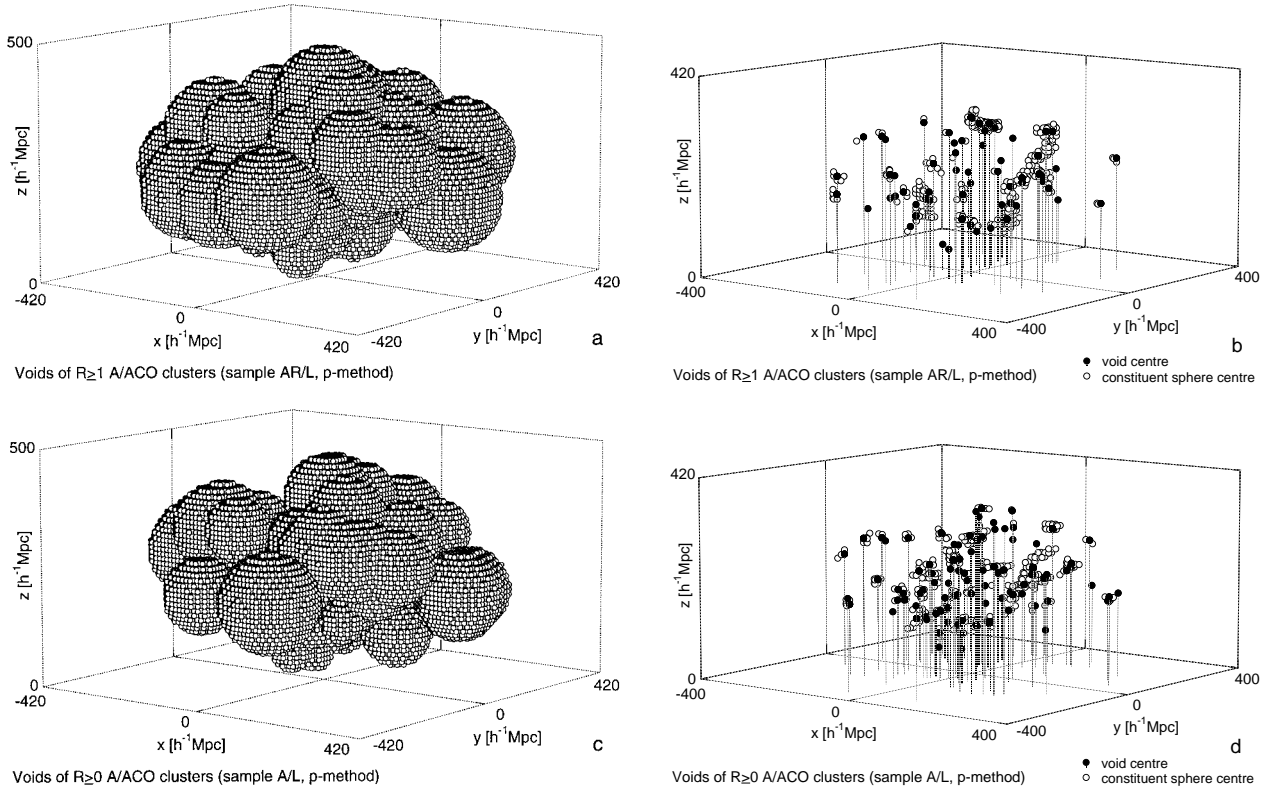 500
z [h⁻¹Mpc]
0
-420
0
x [h⁻¹Mpc]
420
-420
0
y [h⁻¹Mpc]
420
a
Voids of R≥1 A/ACO clusters (sample AR/L, p-method)
420
z [h⁻¹Mpc]
0
-400
0
x [h⁻¹Mpc]
400
-400
0
y [h⁻¹Mpc]
400
b
Voids of R≥1 A/ACO clusters (sample AR/L, p-method)
void centre
constituent sphere centre
500
z [h⁻¹Mpc]
0
-420
0
x [h⁻¹Mpc]
420
-420
0
y [h⁻¹Mpc]
420
c
Voids of R≥0 A/ACO clusters (sample A/L, p-method)
420
z [h⁻¹Mpc]
0
-400
0
x [h⁻¹Mpc]
400
-400
0
y [h⁻¹Mpc]
400
d
Voids of R≥0 A/ACO clusters (sample A/L, p-method)
void centre
constituent sphere centre